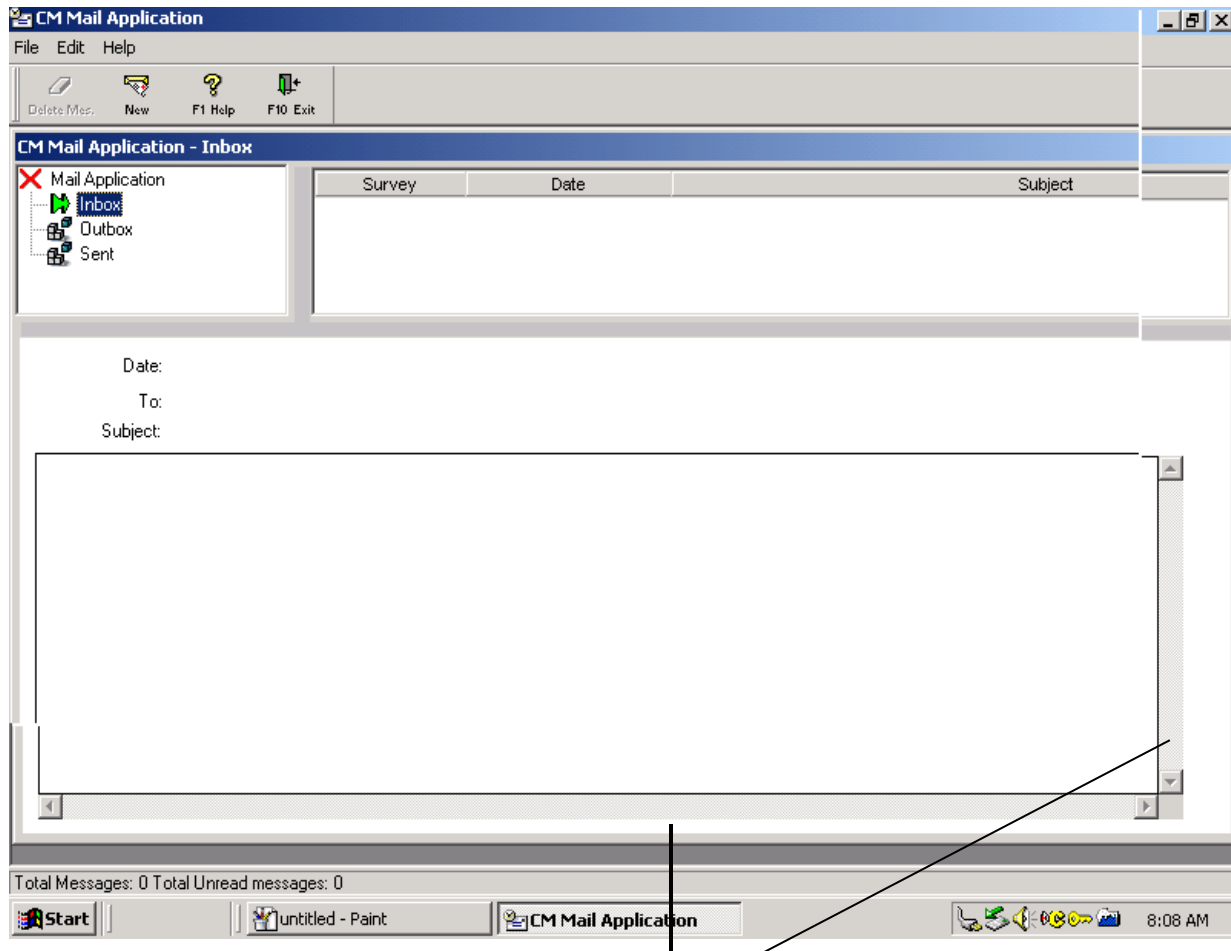 CM Mail Application
File Edit Help
Delete Mes. New F1 Help F10 Exit
CM Mail Application - Inbox
Mail Application
Inbox
Outbox
Sent
Survey Date Subject
Date:
To:
Subject:
Total Messages: 0 Total Unread messages: 0
Start untitled - Paint CM Mail Application 8:08 AM